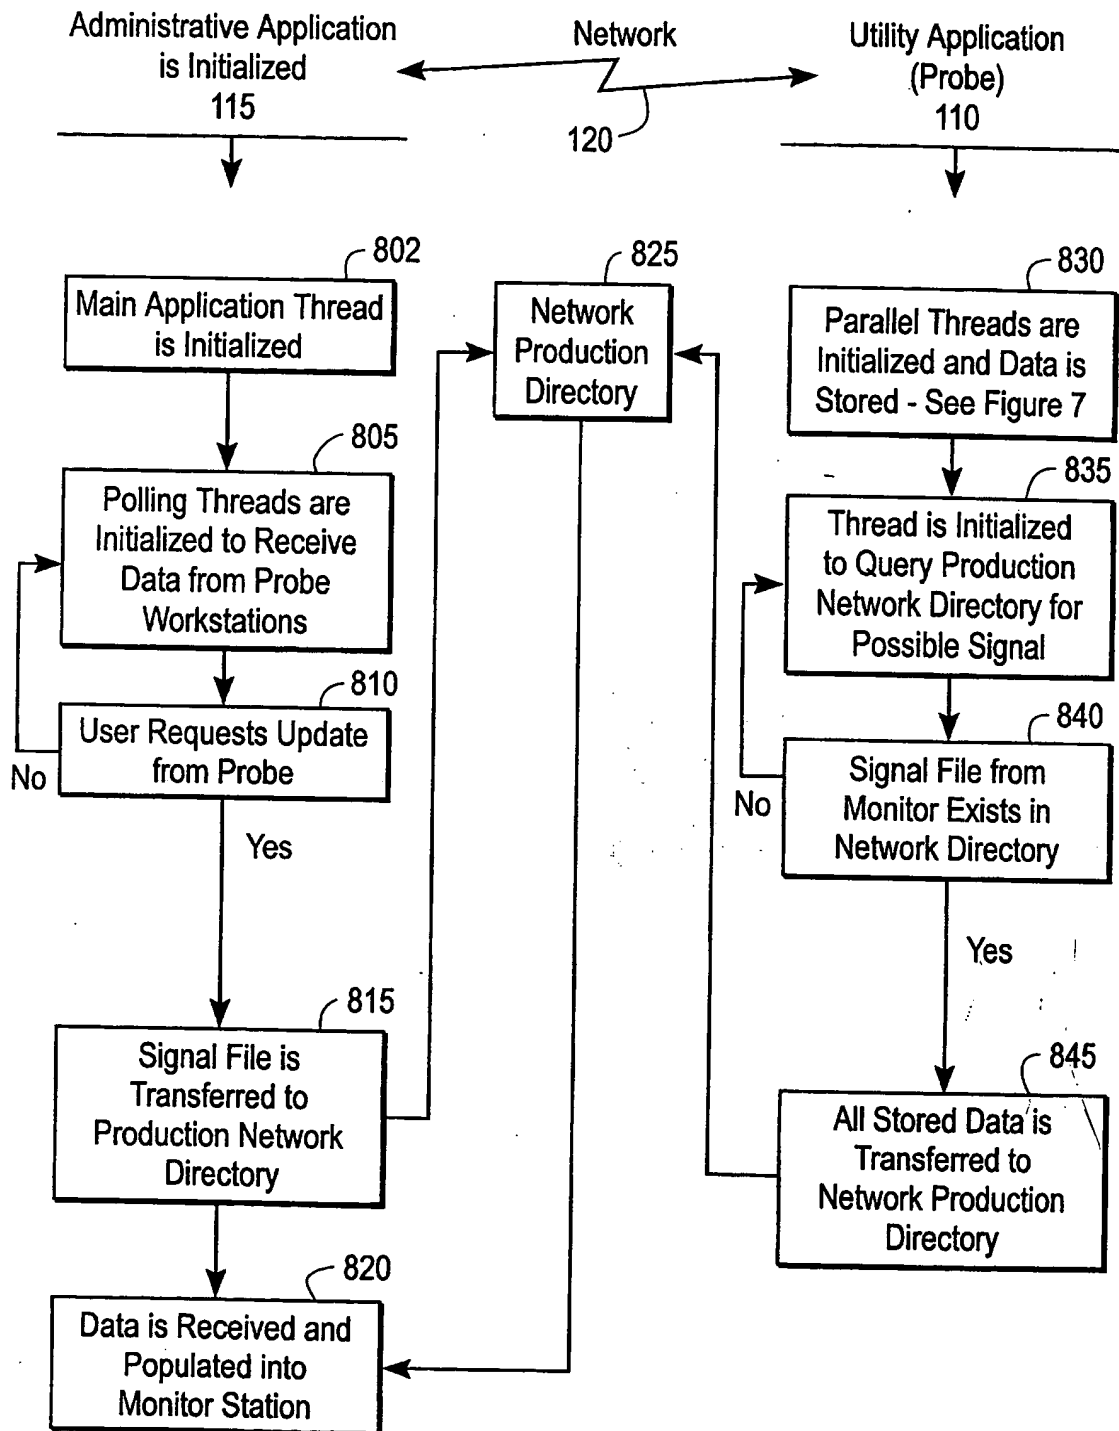 Administrative Application
is Initialized
115
Network
120
Utility Application
(Probe)
110
802
Main Application Thread
is Initialized
805
Polling Threads are
Initialized to Receive
Data from Probe
Workstations
810
User Requests Update
from Probe
No
Yes
815
Signal File is
Transferred to
Production Network
Directory
820
Data is Received and
Populated into
Monitor Station
825
Network
Production
Directory
830
Parallel Threads are
Initialized and Data is
Stored - See Figure 7
835
Thread is Initialized
to Query Production
Network Directory for
Possible Signal
840
Signal File from
Monitor Exists in
Network Directory
No
Yes
845
All Stored Data is
Transferred to
Network Production
Directory